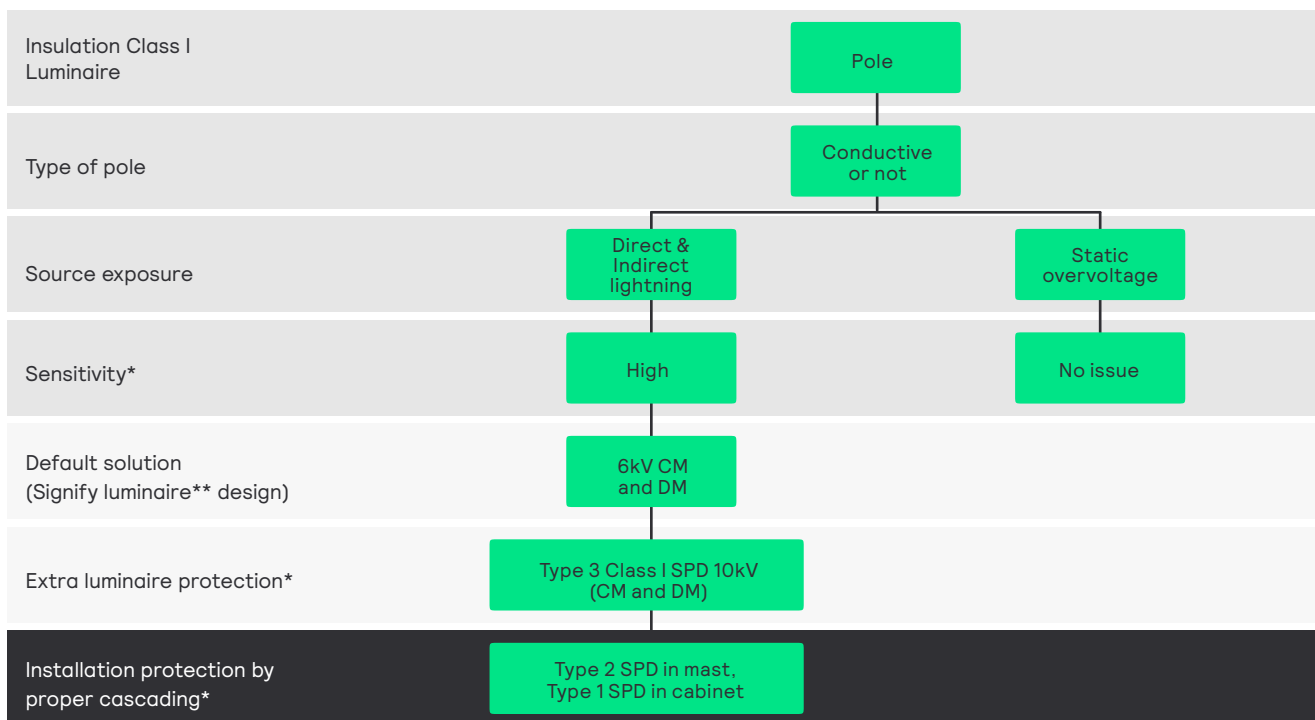 Insulation Class I
Luminaire
Pole
Type of pole
Conductive
or not
Source exposure
Direct &
Indirect
lightning
Static
overvoltage
Sensitivity*
High
No issue
Default solution
(Signify luminaire** design)
6kV CM
and DM
Extra luminaire protection*
Type 3 Class I SPD 10kV
(CM and DM)
Installation protection by
proper cascading*
Type 2 SPD in mast,
Type 1 SPD in cabinet